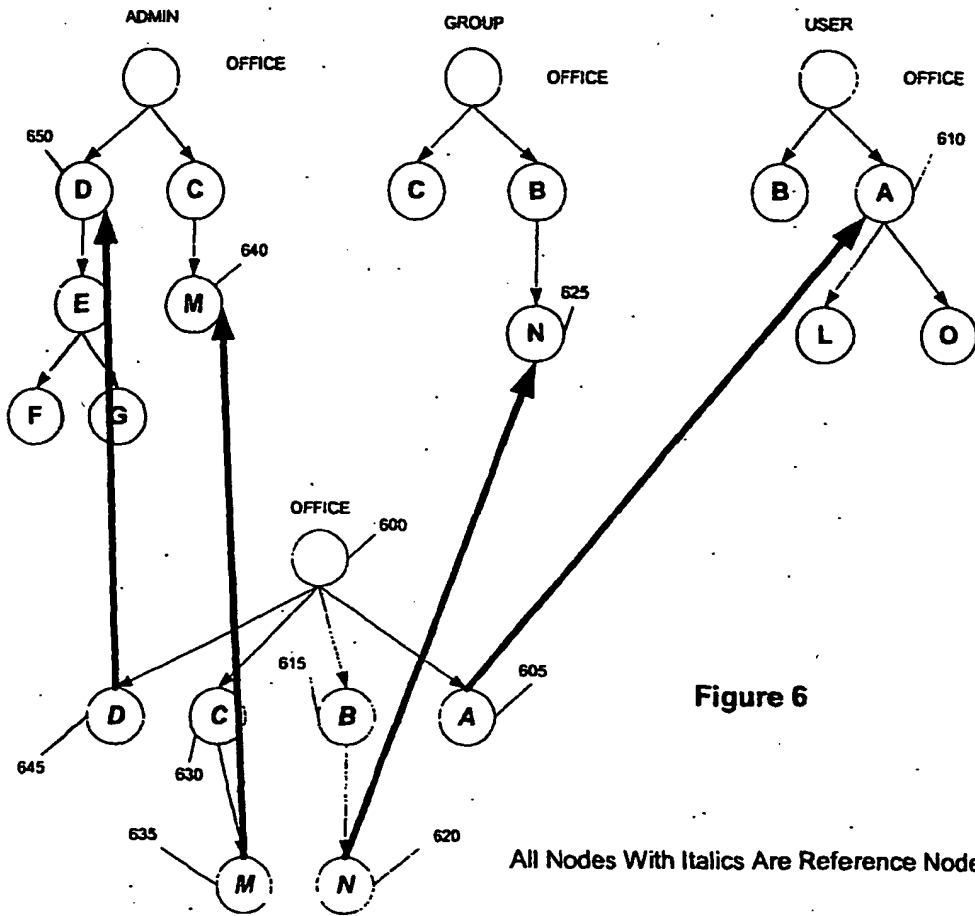 ADMIN
GROUP
USER
OFFICE
OFFICE
OFFICE
650
610
D
C
C
B
B
A
640
E
M
625
N
L
O
F
G
OFFICE
600
615
605
D
C
B
A
Figure 6
645
630
635
620
M
N
All Nodes With Italics Are Reference Node